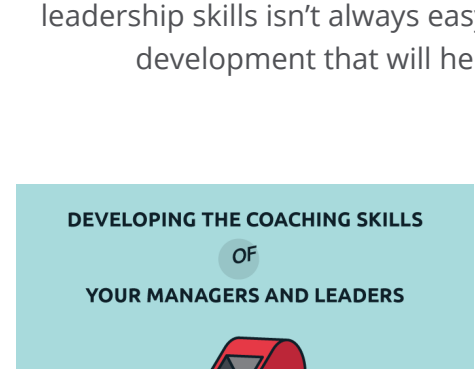 leadership skills isn’t always
development that will
DEVELOPING THE COACHING SKILLS
OF
YOUR MANAGERS AND LEADERS